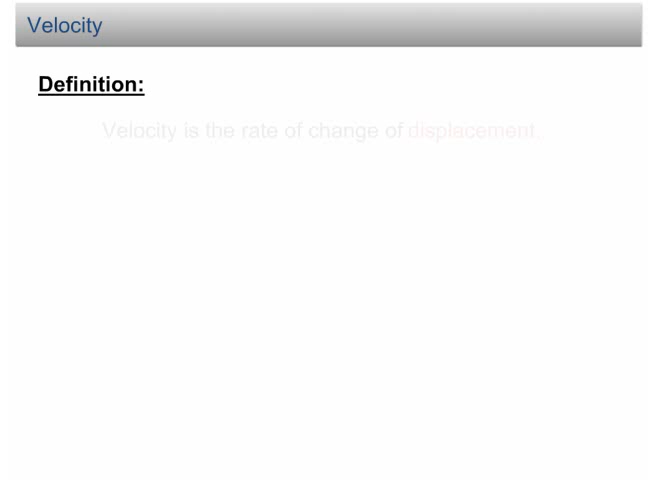 Velocity
Definition:
Velocity is the rate of change of displacement.